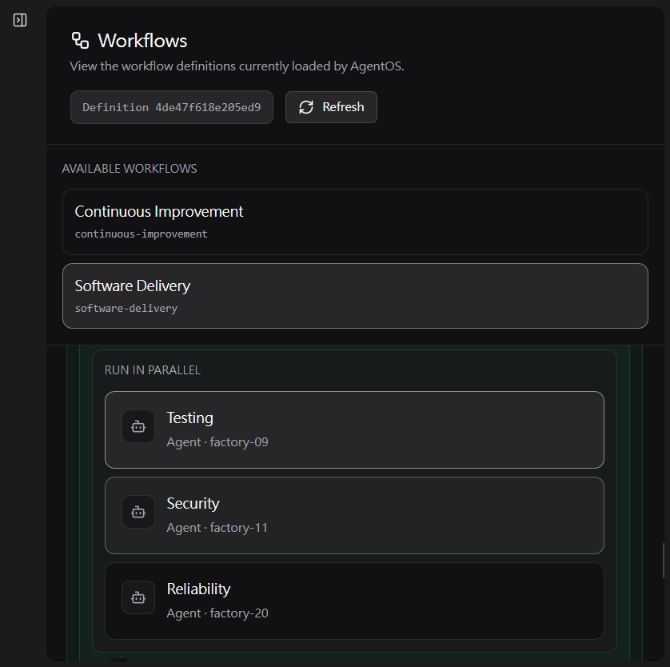 Workflows
View the workflow definitions currently loaded by AgentOS.
Definition 4de47f618e205ed9
Refresh
AVAILABLE WORKFLOWS
Continuous Improvement
continuous-improvement
Software Delivery
software-delivery
RUN IN PARALLEL
Testing
Agent · factory-09
Security
Agent · factory-11
Reliability
Agent · factory-20